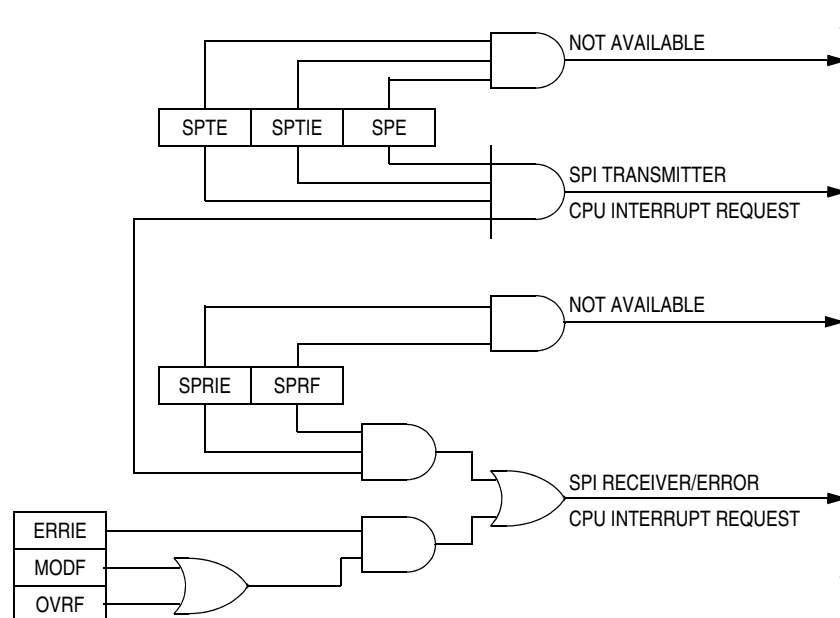 NOT AVAILABLE
SPTE SPTIE SPE
SPI TRANSMITTER
CPU INTERRUPT REQUEST
NOT AVAILABLE
SPRIE SPRF
SPI RECEIVER/ERROR
CPU INTERRUPT REQUEST
ERRIE
MODF
OVRF